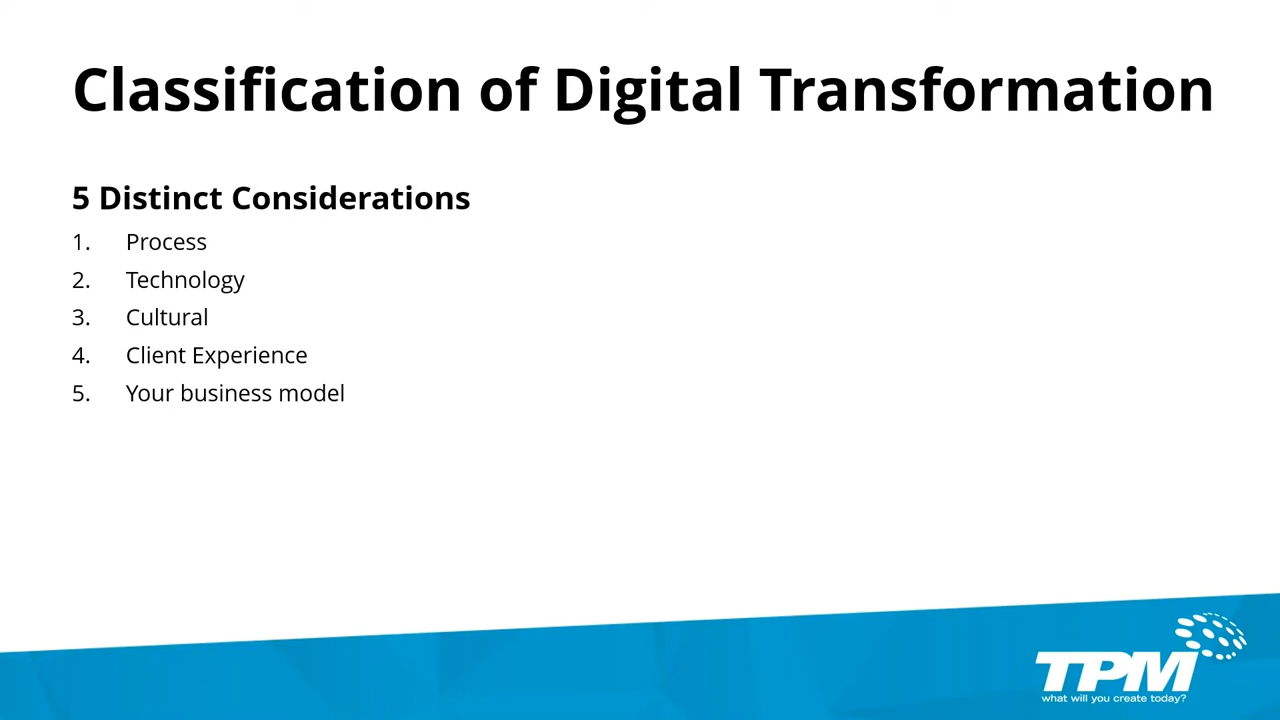 Classification of Digital Transformation
5 Distinct Considerations
1. Process
2. Technology
3. Cultural
4. Client Experience
5. Your business model
TPM
what will you create today?